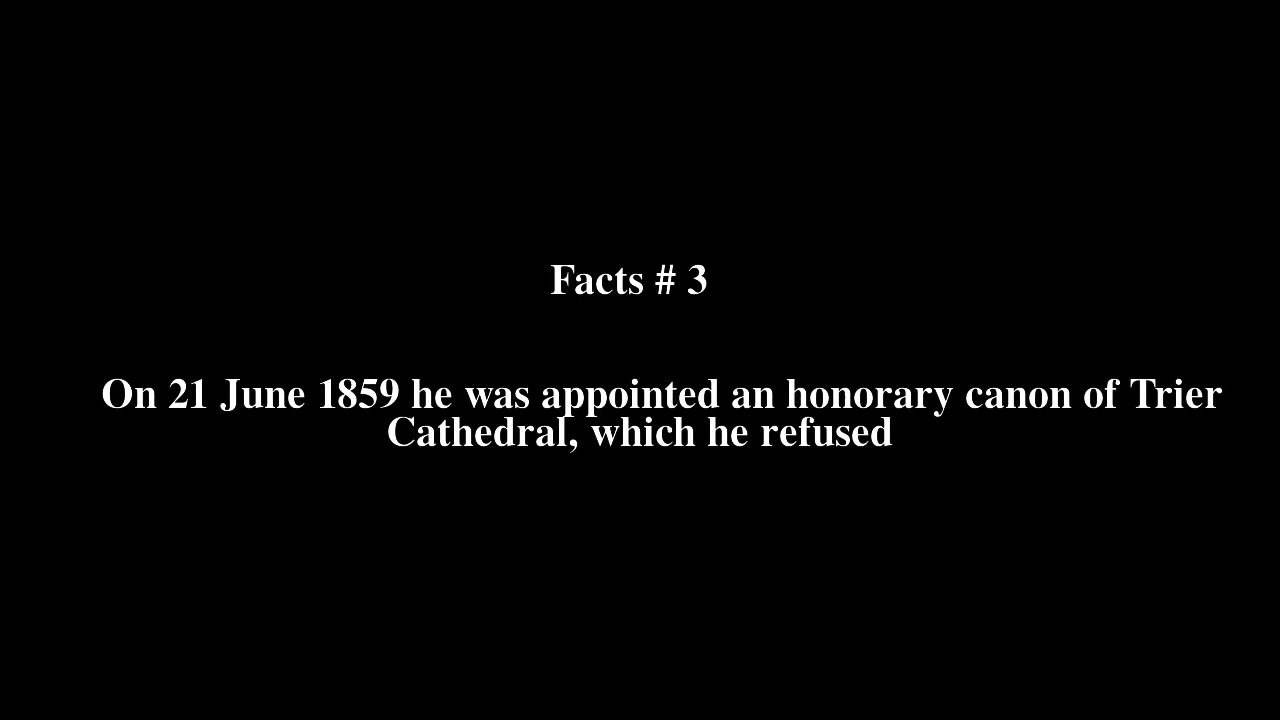 Facts # 3
On 21 June 1859 he was appointed an honorary canon of Trier
Cathedral, which he refused